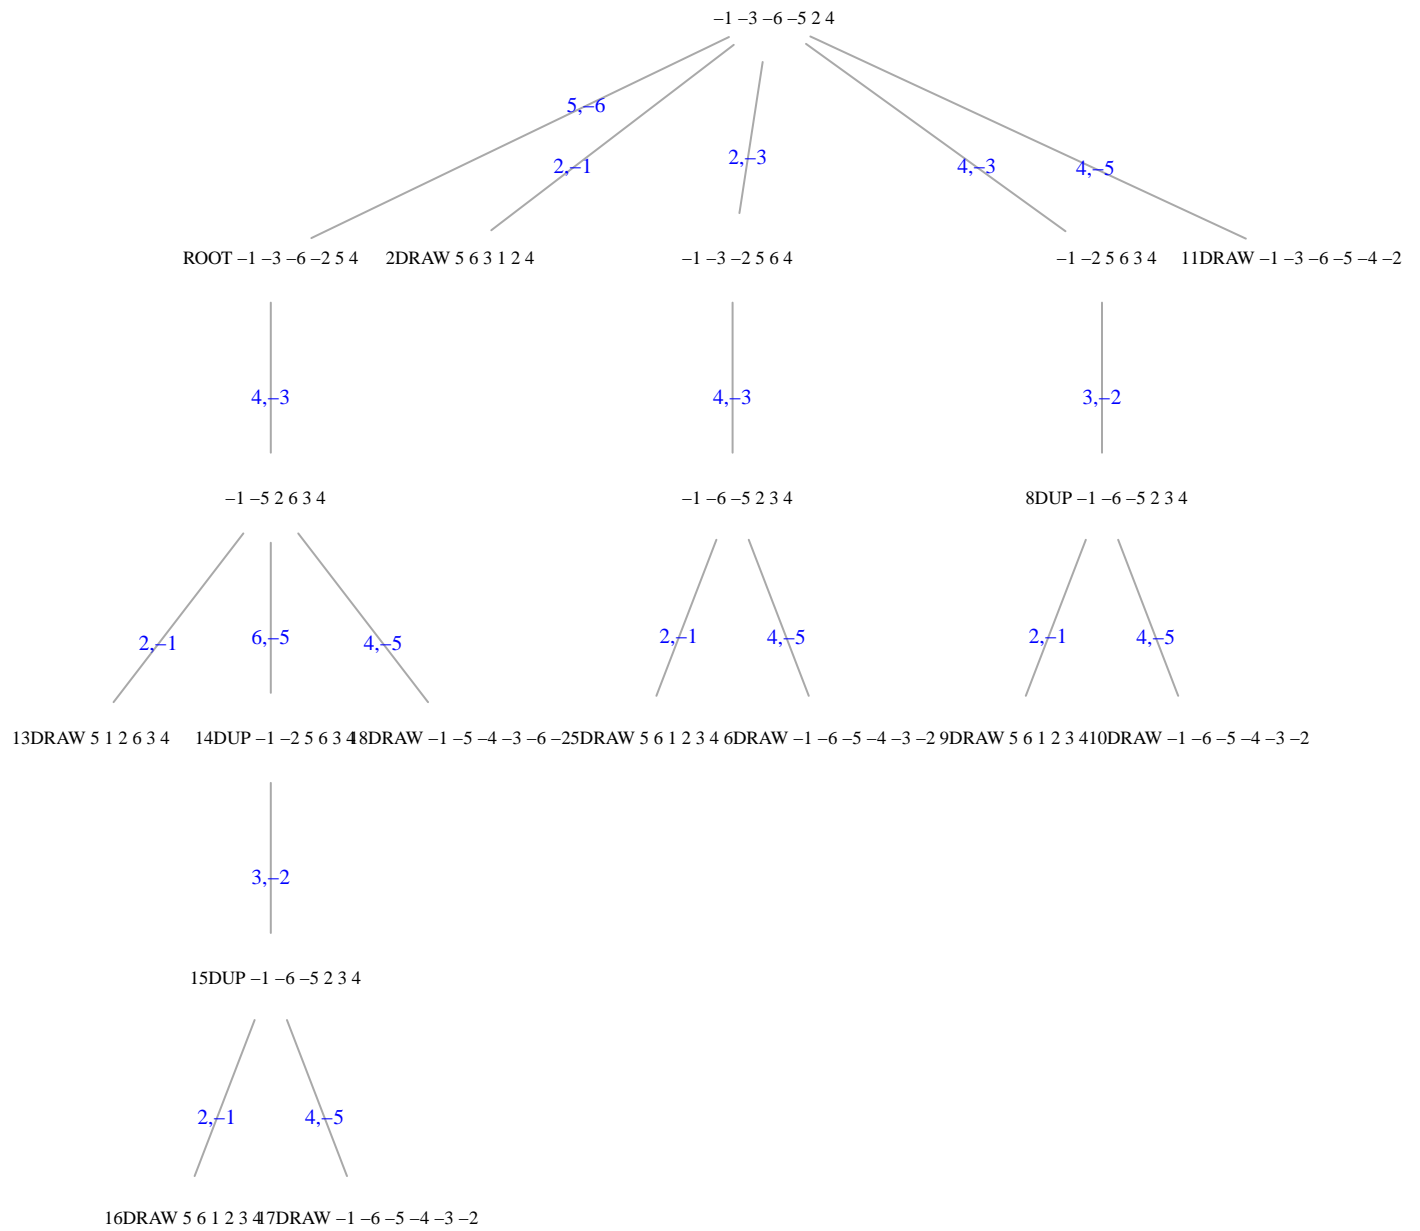 –1 –3 –6 –5 2 4
5,–6
2,–1
2,–3
4,–3
4,–5
ROOT –1 –3 –6 –2 5 4
2DRAW 5 6 3 1 2 4
–1 –3 –2 5 6 4
–1 –2 5 6 3 4
11DRAW –1 –3 –6 –5 –4 –2
4,–3
4,–3
3,–2
–1 –5 2 6 3 4
–1 –6 –5 2 3 4
8DUP –1 –6 –5 2 3 4
2,–1
6,–5
4,–5
2,–1
4,–5
2,–1
4,–5
13DRAW 5 1 2 6 3 4
14DUP –1 –2 5 6 3 4
18DRAW –1 –5 –4 –3 –6 –2
5DRAW 5 6 1 2 3 4
6DRAW –1 –6 –5 –4 –3 –2
9DRAW 5 6 1 2 3 4
10DRAW –1 –6 –5 –4 –3 –2
3,–2
15DUP –1 –6 –5 2 3 4
2,–1
4,–5
16DRAW 5 6 1 2 3 4
17DRAW –1 –6 –5 –4 –3 –2